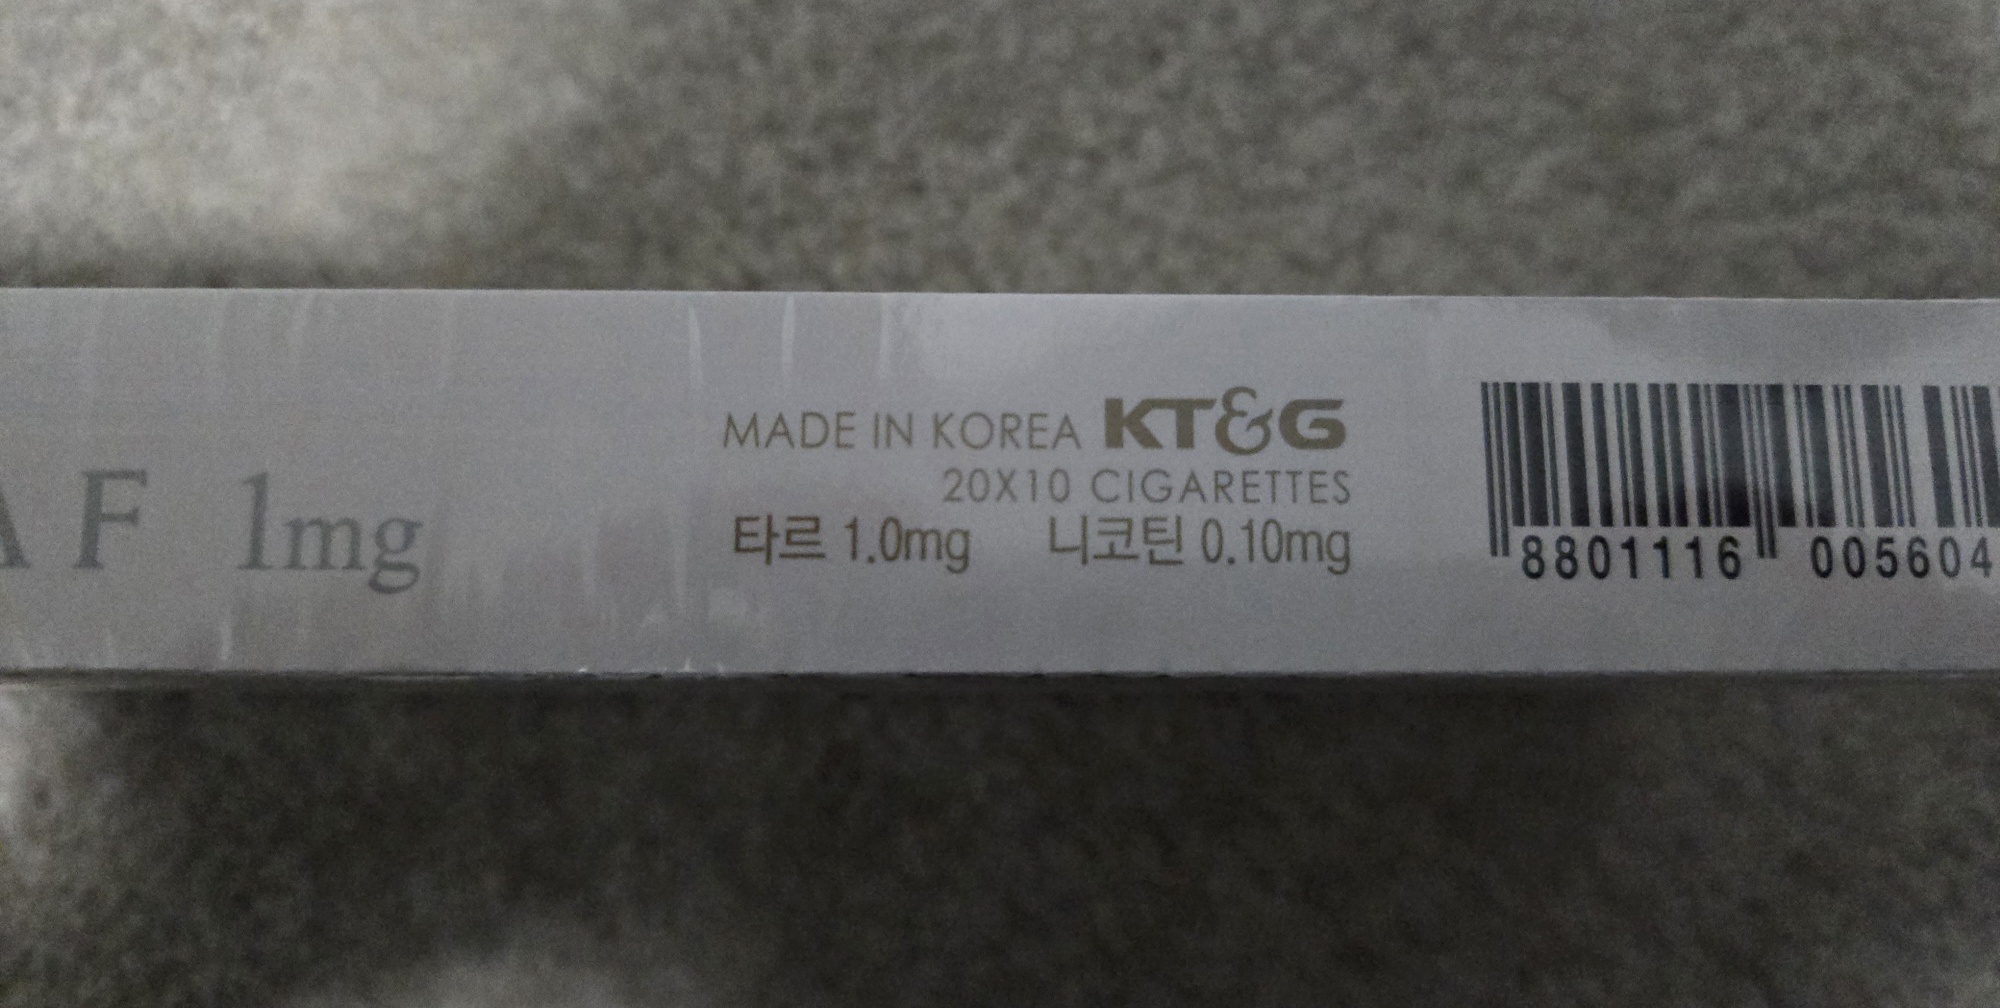 F 1mg
MADE IN KOREA KT&G
20X10 CIGARETTES
타르 1.0mg 니코틴 0.10mg
8801116 005604